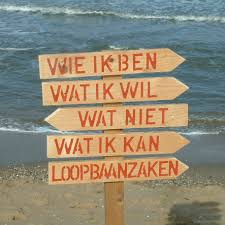 WIE IK BEN
WAT IK WIL
WAT NIET
WAT IK KAN
LOOPBAANZAKEN